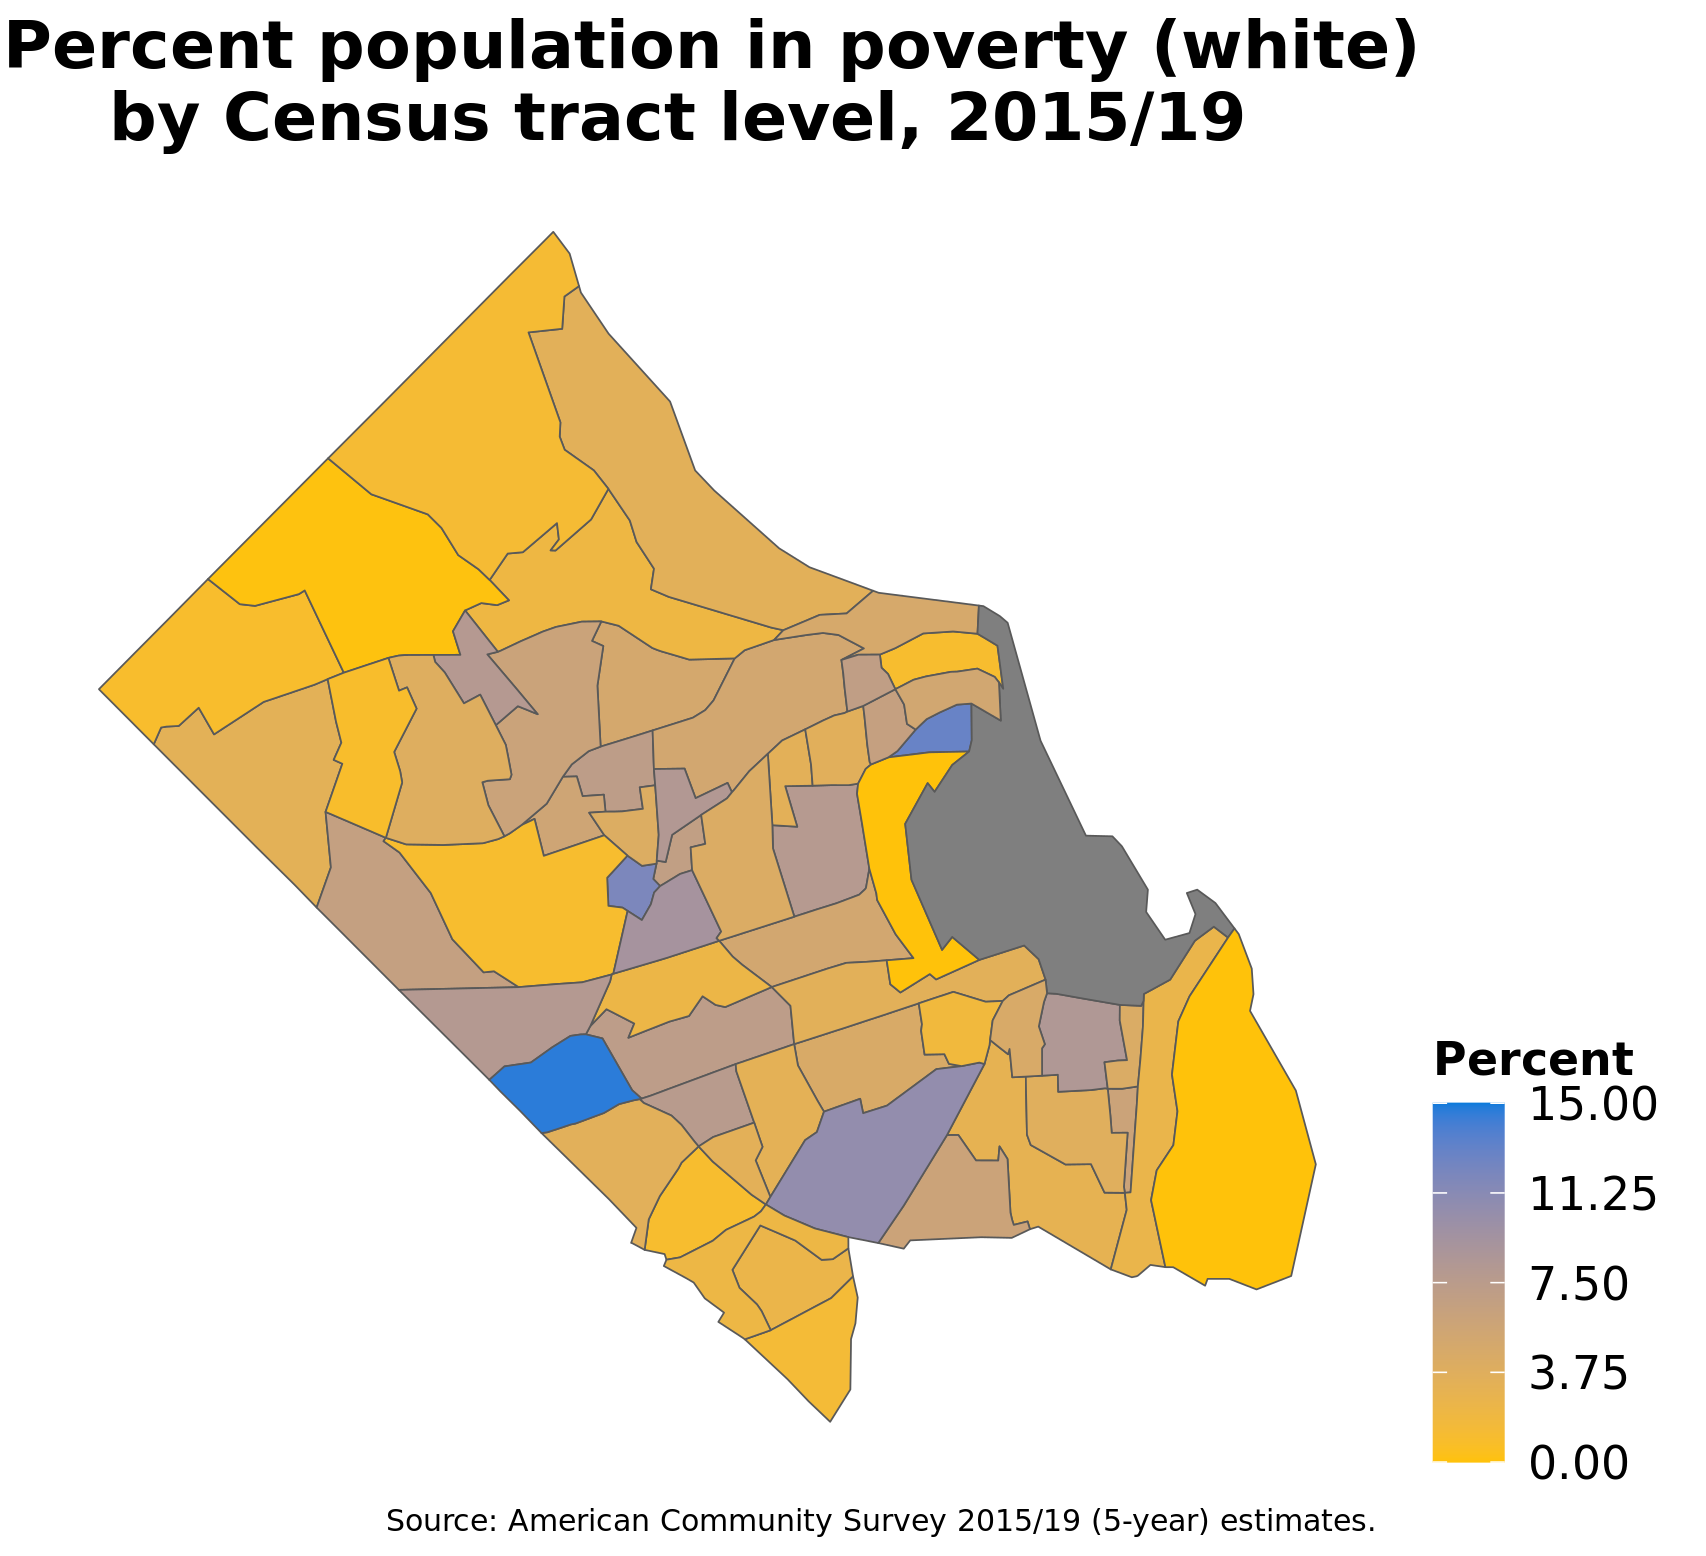 Percent population in poverty (white)
by Census tract level, 2015/19
Percent
15.00
11.25
7.50
3.75
0.00
Source: American Community Survey 2015/19 (5-year) estimates.